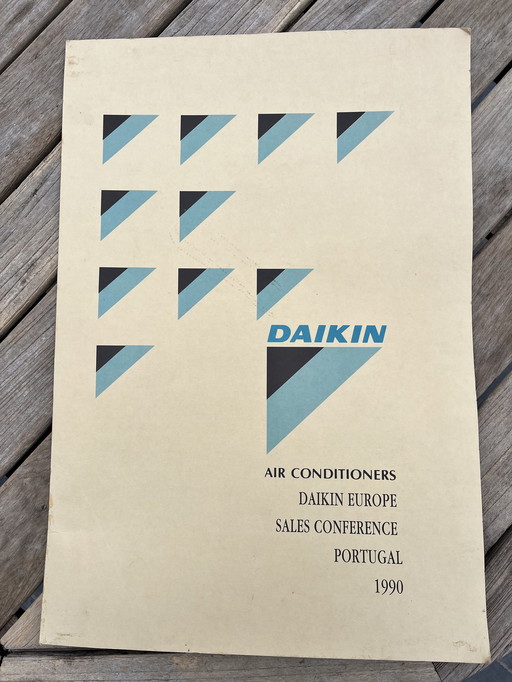 DAIKIN
AIR CONDITIONERS
DAIKIN EUROPE
SALES CONFERENCE
PORTUGAL
1990